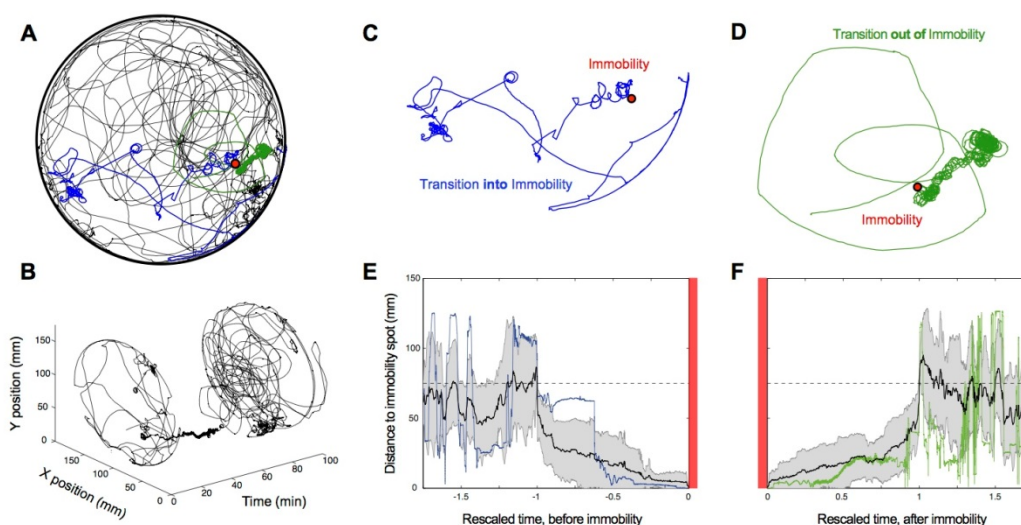 A
C
Immobility
Transition into Immobility
D
Transition out of Immobility
Immobility
B
Y position (mm)
150
100
50
0
X position (mm)
150
100
50
0
Time (min)
0
20
40
60
80
100
E
Distance to immobility spot (mm)
150
100
50
0
-1.5
-1
-0.5
0
Rescaled time, before immobility
F
0
0.5
1
1.5
Rescaled time, after immobility